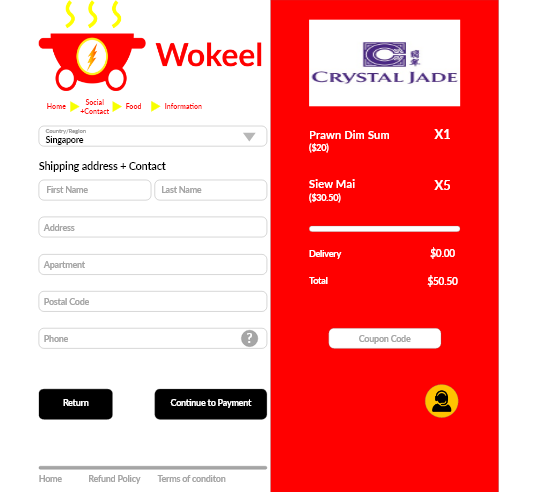 Wokeel
Home
Social
+Contact
Food
Information
Country/Region
Singapore
Shipping address + Contact
First Name
Last Name
Address
Apartment
Postal Code
Phone
?
Return
Continue to Payment
Home
Refund Policy
Terms of conditon
C
翡翠
CRYSTAL JADE
Prawn Dim Sum
X1
($20)
Siew Mai
X5
($30.50)
Delivery
$0.00
Total
$50.50
Coupon Code